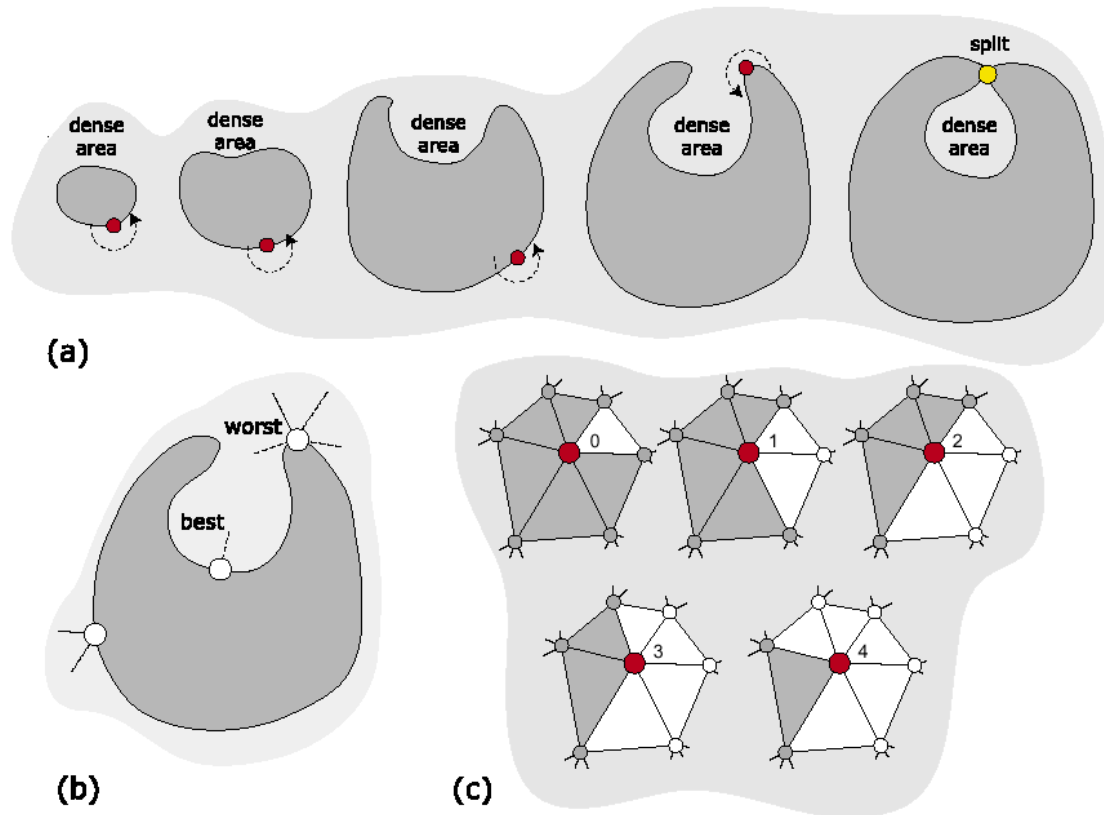 split
dense
area
dense
area
dense
area
dense
area
dense
area
(a)
worst
best
(b)
0
1
2
3
4
(c)